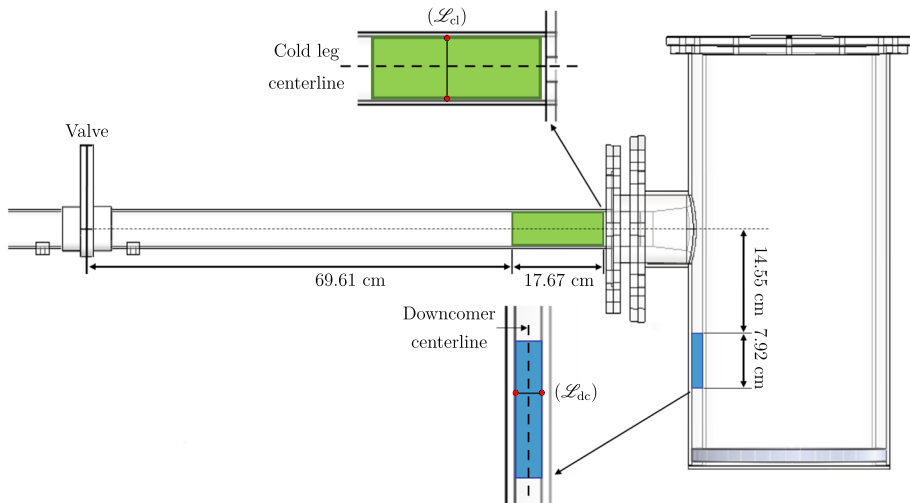 (ℒcl)
Cold leg
centerline
Valve
69.61 cm
17.67 cm
14.55 cm
7.92 cm
Downcomer
centerline
(ℒdc)